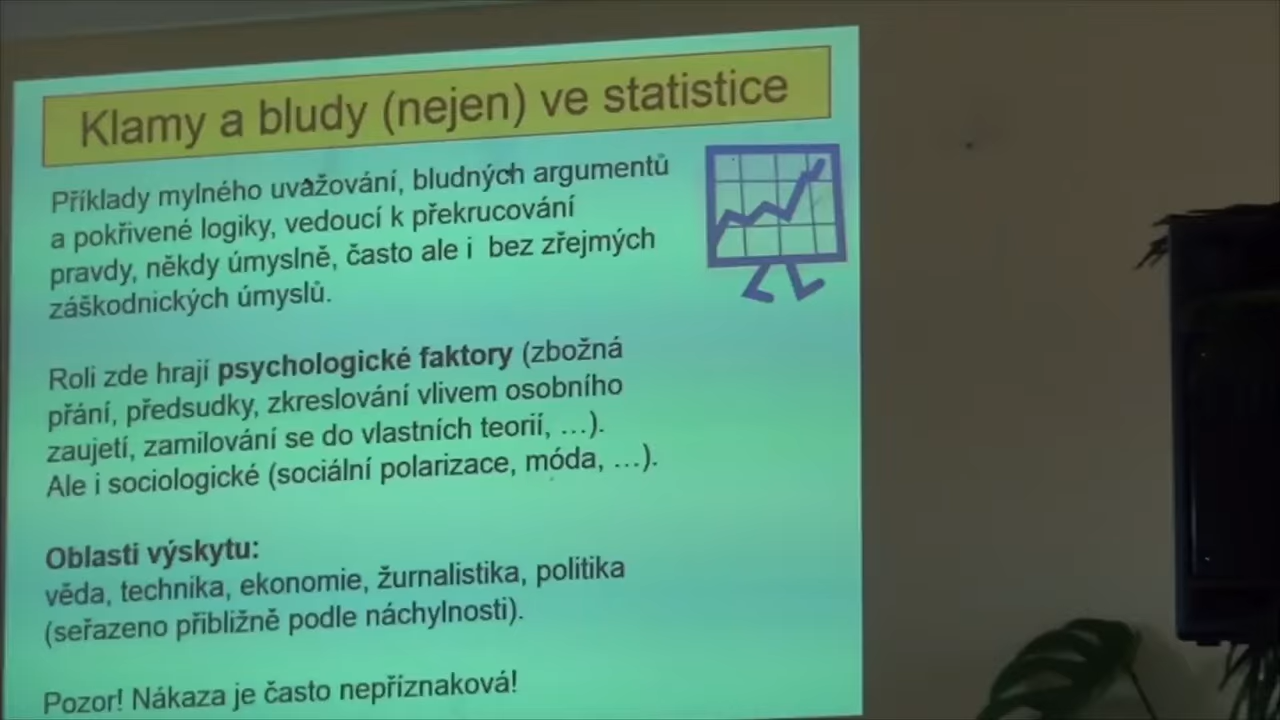 Klamy a bludy (nejen) ve statistice
Příklady mylného uvažování, bludných argumentů
a pokřivené logiky, vedoucí k překrucování
pravdy, někdy úmyslně, často ale i bez zřejmých
záškodnických úmyslů.
Roli zde hrají psychologické faktory (zbožná
přání, předsudky, zkreslování vlivem osobního
zaujetí, zamilování se do vlastních teorií, …).
Ale i sociologické (sociální polarizace, móda, …).
Oblasti výskytu:
věda, technika, ekonomie, žurnalistika, politika
(seřazeno přibližně podle náchylnosti).
Pozor! Nákaza je často nepříznaková!